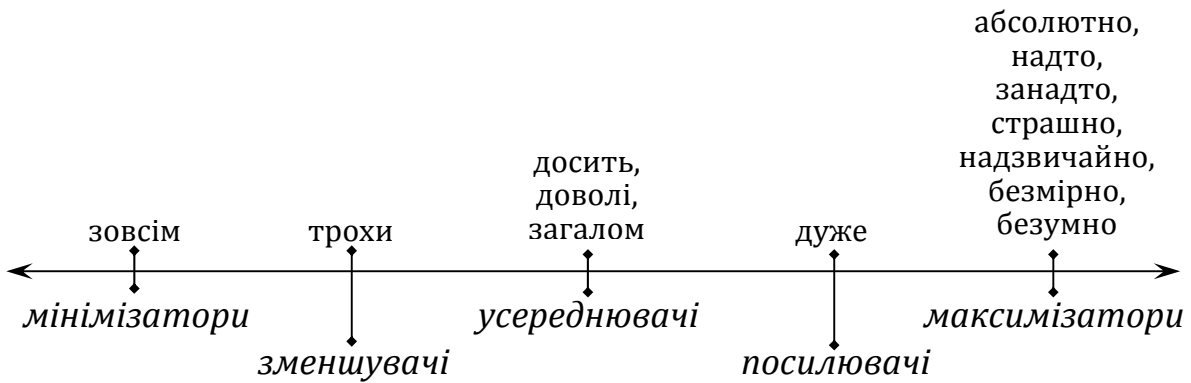 абсолютно,
надто,
занадто,
страшно,
надзвичайно,
безмірно,
безумно
досить,
доволі,
загалом
зовсім
трохи
дуже
мінімізатори
зменшувачі
усереднювачі
посилювачі
максимізатори